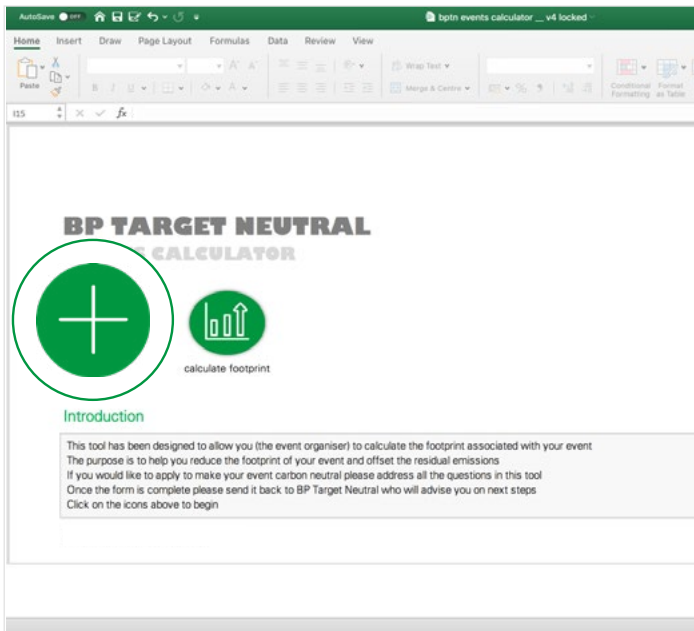 AutoSave OFF
bptn events calculator __ v4 locked
Home Insert Draw Page Layout Formulas Data Review View
Wrap Text
Paste
B I U
Merge & Centre
Conditional Formatting
Format as Table
I15
fx
BP TARGET NEUTRAL
CALCULATOR
calculate footprint
Introduction
This tool has been designed to allow you (the event organiser) to calculate the footprint associated with your event
The purpose is to help you reduce the footprint of your event and offset the residual emissions
If you would like to apply to make your event carbon neutral please address all the questions in this tool
Once the form is complete please send it back to BP Target Neutral who will advise you on next steps
Click on the icons above to begin